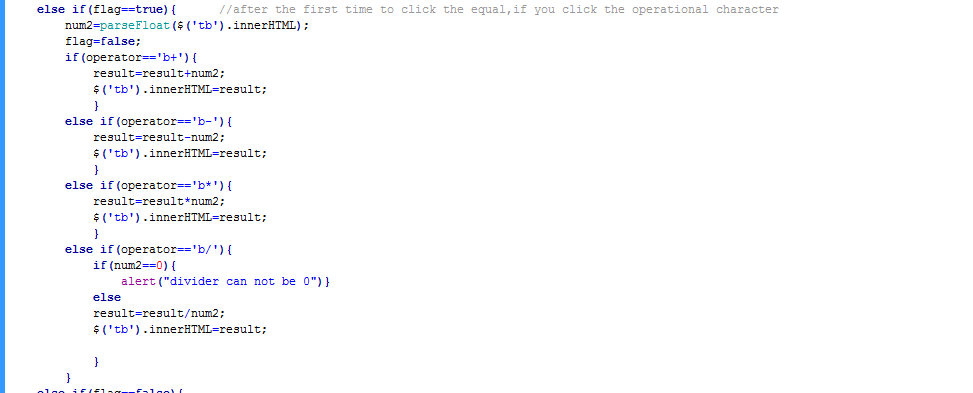 else if(flag==true){ //after the first time to click the equal,if you click the operational character
num2=parseFloat($('tb').innerHTML);
flag=false;
if(operator=='b+'){
result=result+num2;
$('tb').innerHTML=result;
}
else if(operator=='b-'){
result=result-num2;
$('tb').innerHTML=result;
}
else if(operator=='b*'){
result=result*num2;
$('tb').innerHTML=result;
}
else if(operator=='b/'){
if(num2==0){
alert("divider can not be 0")}
else
result=result/num2;
$('tb').innerHTML=result;
}
}
else if(flag==false){